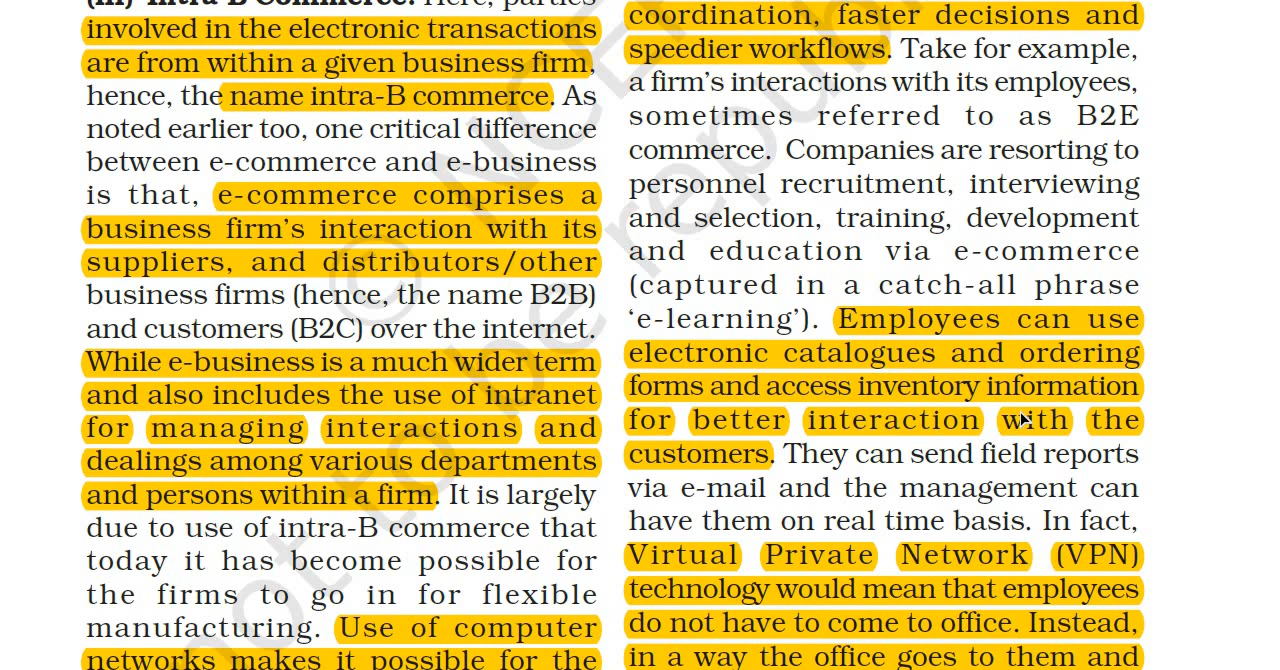 (iii) Intra-B Commerce: Here, parties
involved in the electronic transactions
are from within a given business firm,
hence, the name intra-B commerce. As
noted earlier too, one critical difference
between e-commerce and e-business
is that, e-commerce comprises a
business firm’s interaction with its
suppliers, and distributors/other
business firms (hence, the name B2B)
and customers (B2C) over the internet.
While e-business is a much wider term
and also includes the use of intranet
for managing interactions and
dealings among various departments
and persons within a firm. It is largely
due to use of intra-B commerce that
today it has become possible for
the firms to go in for flexible
manufacturing. Use of computer
networks makes it possible for the
coordination, faster decisions and
speedier workflows. Take for example,
a firm’s interactions with its employees,
sometimes referred to as B2E
commerce. Companies are resorting to
personnel recruitment, interviewing
and selection, training, development
and education via e-commerce
(captured in a catch-all phrase
‘e-learning’). Employees can use
electronic catalogues and ordering
forms and access inventory information
for better interaction with the
customers. They can send field reports
via e-mail and the management can
have them on real time basis. In fact,
Virtual Private Network (VPN)
technology would mean that employees
do not have to come to office. Instead,
in a way the office goes to them and
© NCE
not to be republ